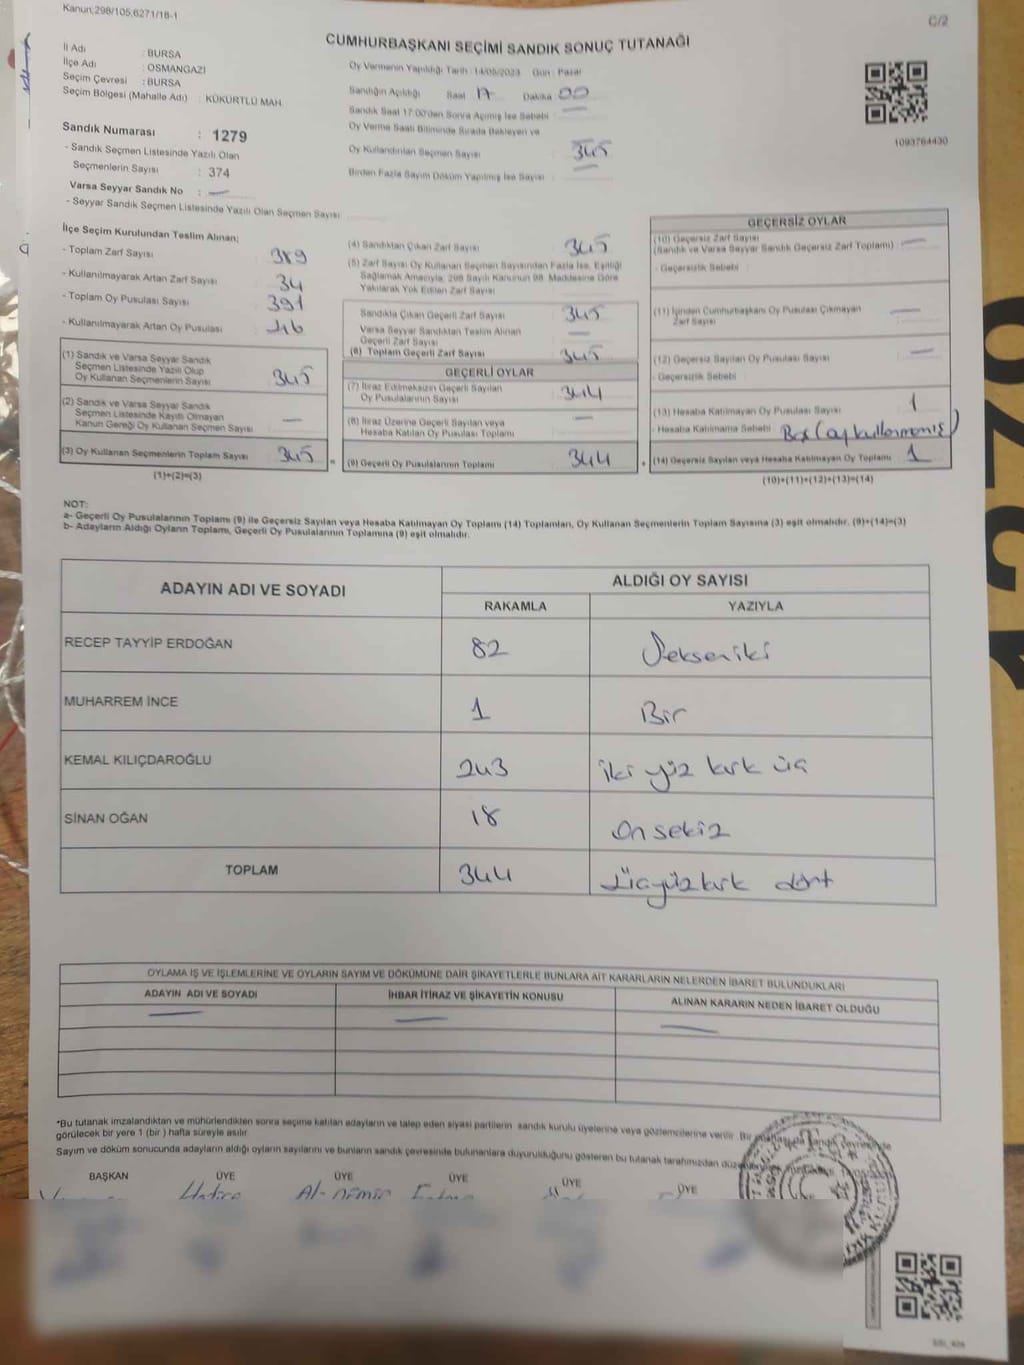 Kanun;298/105,6271/18-1
C/2
CUMHURBAŞKANI SEÇİMİ SANDIK SONUÇ TUTANAĞI
İl Adı : BURSA
İlçe Adı : OSMANGAZİ
Seçim Çevresi : BURSA
Seçim Bölgesi (Mahalle Adı) : KÜKÜRTLÜ MAH.
Sandık Numarası : 1279
- Sandık Seçmen Listesinde Yazılı Olan
Seçmenlerin Sayısı : 374
Varsa Seyyar Sandık No : —
- Seyyar Sandık Seçmen Listesinde Yazılı Olan Seçmen Sayısı
Oy Vermenin Yapıldığı Tarih : 14/05/2023 Gün : Pazar
Sandığın Açıldığı Saat 17 Dakika 00
Sandık Saat 17:00'den Sonra Açılmış İse Sebebi : —
Oy Verme Saati Bitiminde Sırada Bekleyen ve
Oy Kullandırılan Seçmen Sayısı : 345
Birden Fazla Sayım Döküm Yapılmış İse Sayısı : —
1093764430
İlçe Seçim Kurulundan Teslim Alınan;
- Toplam Zarf Sayısı : 389
- Kullanılmayarak Artan Zarf Sayısı : 34
- Toplam Oy Pusulası Sayısı : 391
- Kullanılmayarak Artan Oy Pusulası : 46
(1) Sandık ve Varsa Seyyar Sandık
Seçmen Listesinde Yazılı Olup
Oy Kullanan Seçmenlerin Sayısı 345
(2) Sandık ve Varsa Seyyar Sandık
Seçmen Listesinde Kayıtlı Olmayan
Kanun Gereği Oy Kullanan Seçmen Sayısı —
(3) Oy Kullanan Seçmenlerin Toplam Sayısı 345
(1)+(2)=(3)
(4) Sandıktan Çıkan Zarf Sayısı : 345
(5) Zarf Sayısı Oy Kullanan Seçmen Sayısından Fazla İse, Eşitliği
Sağlamak Amacıyla, 298 Sayılı Kanunun 98. Maddesine Göre
Yakılarak Yok Edilen Zarf Sayısı :
Sandıkla Çıkan Geçerli Zarf Sayısı : 345
Varsa Seyyar Sandıktan Teslim Alınan
Geçerli Zarf Sayısı : —
(6) Toplam Geçerli Zarf Sayısı 345
GEÇERLİ OYLAR
(7) İtiraz Edilmeksizin Geçerli Sayılan
Oy Pusulalarının Sayısı : 344
(8) İtiraz Üzerine Geçerli Sayılan veya
Hesaba Katılan Oy Pusulası Toplamı : —
(9) Geçerli Oy Pusulalarının Toplamı 344
GEÇERSİZ OYLAR
(10) Geçersiz Zarf Sayısı
(Sandık ve Varsa Seyyar Sandık Geçersiz Zarf Toplamı) : —
- Geçersizlik Sebebi :
(11) İçinden Cumhurbaşkanı Oy Pusulası Çıkmayan
Zarf Sayısı : —
(12) Geçersiz Sayılan Oy Pusulası Sayısı : —
- Geçersizlik Sebebi :
(13) Hesaba Katılmayan Oy Pusulası Sayısı : 1
- Hesaba Katılmama Sebebi : Boş (oy kullanmamış)
(14) Geçersiz Sayılan veya Hesaba Katılmayan Oy Toplamı 1
(10)+(11)+(12)+(13)=(14)
NOT:
a- Geçerli Oy Pusulalarının Toplamı (9) ile Geçersiz Sayılan veya Hesaba Katılmayan Oy Toplamı (14) Toplamları, Oy Kullanan Seçmenlerin Toplam Sayısına (3) eşit olmalıdır. (9)+(14)=(3)
b- Adayların Aldığı Oyların Toplamı, Geçerli Oy Pusulalarının Toplamına (9) eşit olmalıdır.
ADAYIN ADI VE SOYADI ALDIĞI OY SAYISI
RAKAMLA YAZIYLA
RECEP TAYYİP ERDOĞAN 82 Seksen iki
MUHARREM İNCE 1 Bir
KEMAL KILIÇDAROĞLU 243 iki yüz kırk üç
SİNAN OĞAN 18 On sekiz
TOPLAM 344 Üçyüzkırk dört
OYLAMA İŞ VE İŞLEMLERİNE VE OYLARIN SAYIM VE DÖKÜMÜNE DAİR ŞİKAYETLERLE BUNLARA AİT KARARLARIN NELERDEN İBARET BULUNDUKLARI
ADAYIN ADI VE SOYADI İHBAR İTİRAZ VE ŞİKAYETİN KONUSU ALINAN KARARIN NEDEN İBARET OLDUĞU
— — —
*Bu tutanak imzalandıktan ve mühürlendikten sonra seçime katılan adayların ve talep eden siyasi partilerin sandık kurulu üyelerine veya gözlemcilerine verilir. Bir
görülecek bir yere 1 (bir) hafta süreyle asılır.
Sayım ve döküm sonucunda adayların aldığı oyların sayılarını ve bunların sandık çevresinde bulunanlara duyurulduğunu gösteren bu tutanak tarafımızdan
BAŞKAN ÜYE ÜYE ÜYE ÜYE ÜYE